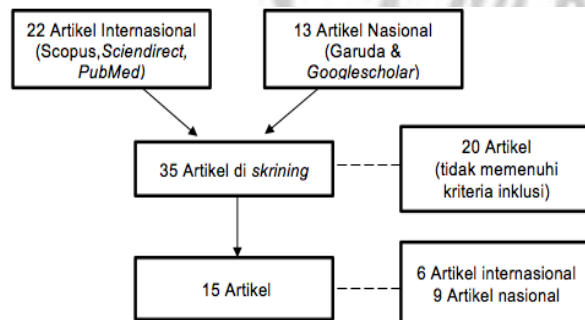 22 Artikel Internasional
(Scopus,Sciendirect,
PubMed)
13 Artikel Nasional
(Garuda &
Googlescholar)
35 Artikel di skrining
20 Artikel
(tidak memenuhi
kriteria inklusi)
15 Artikel
6 Artikel internasional
9 Artikel nasional